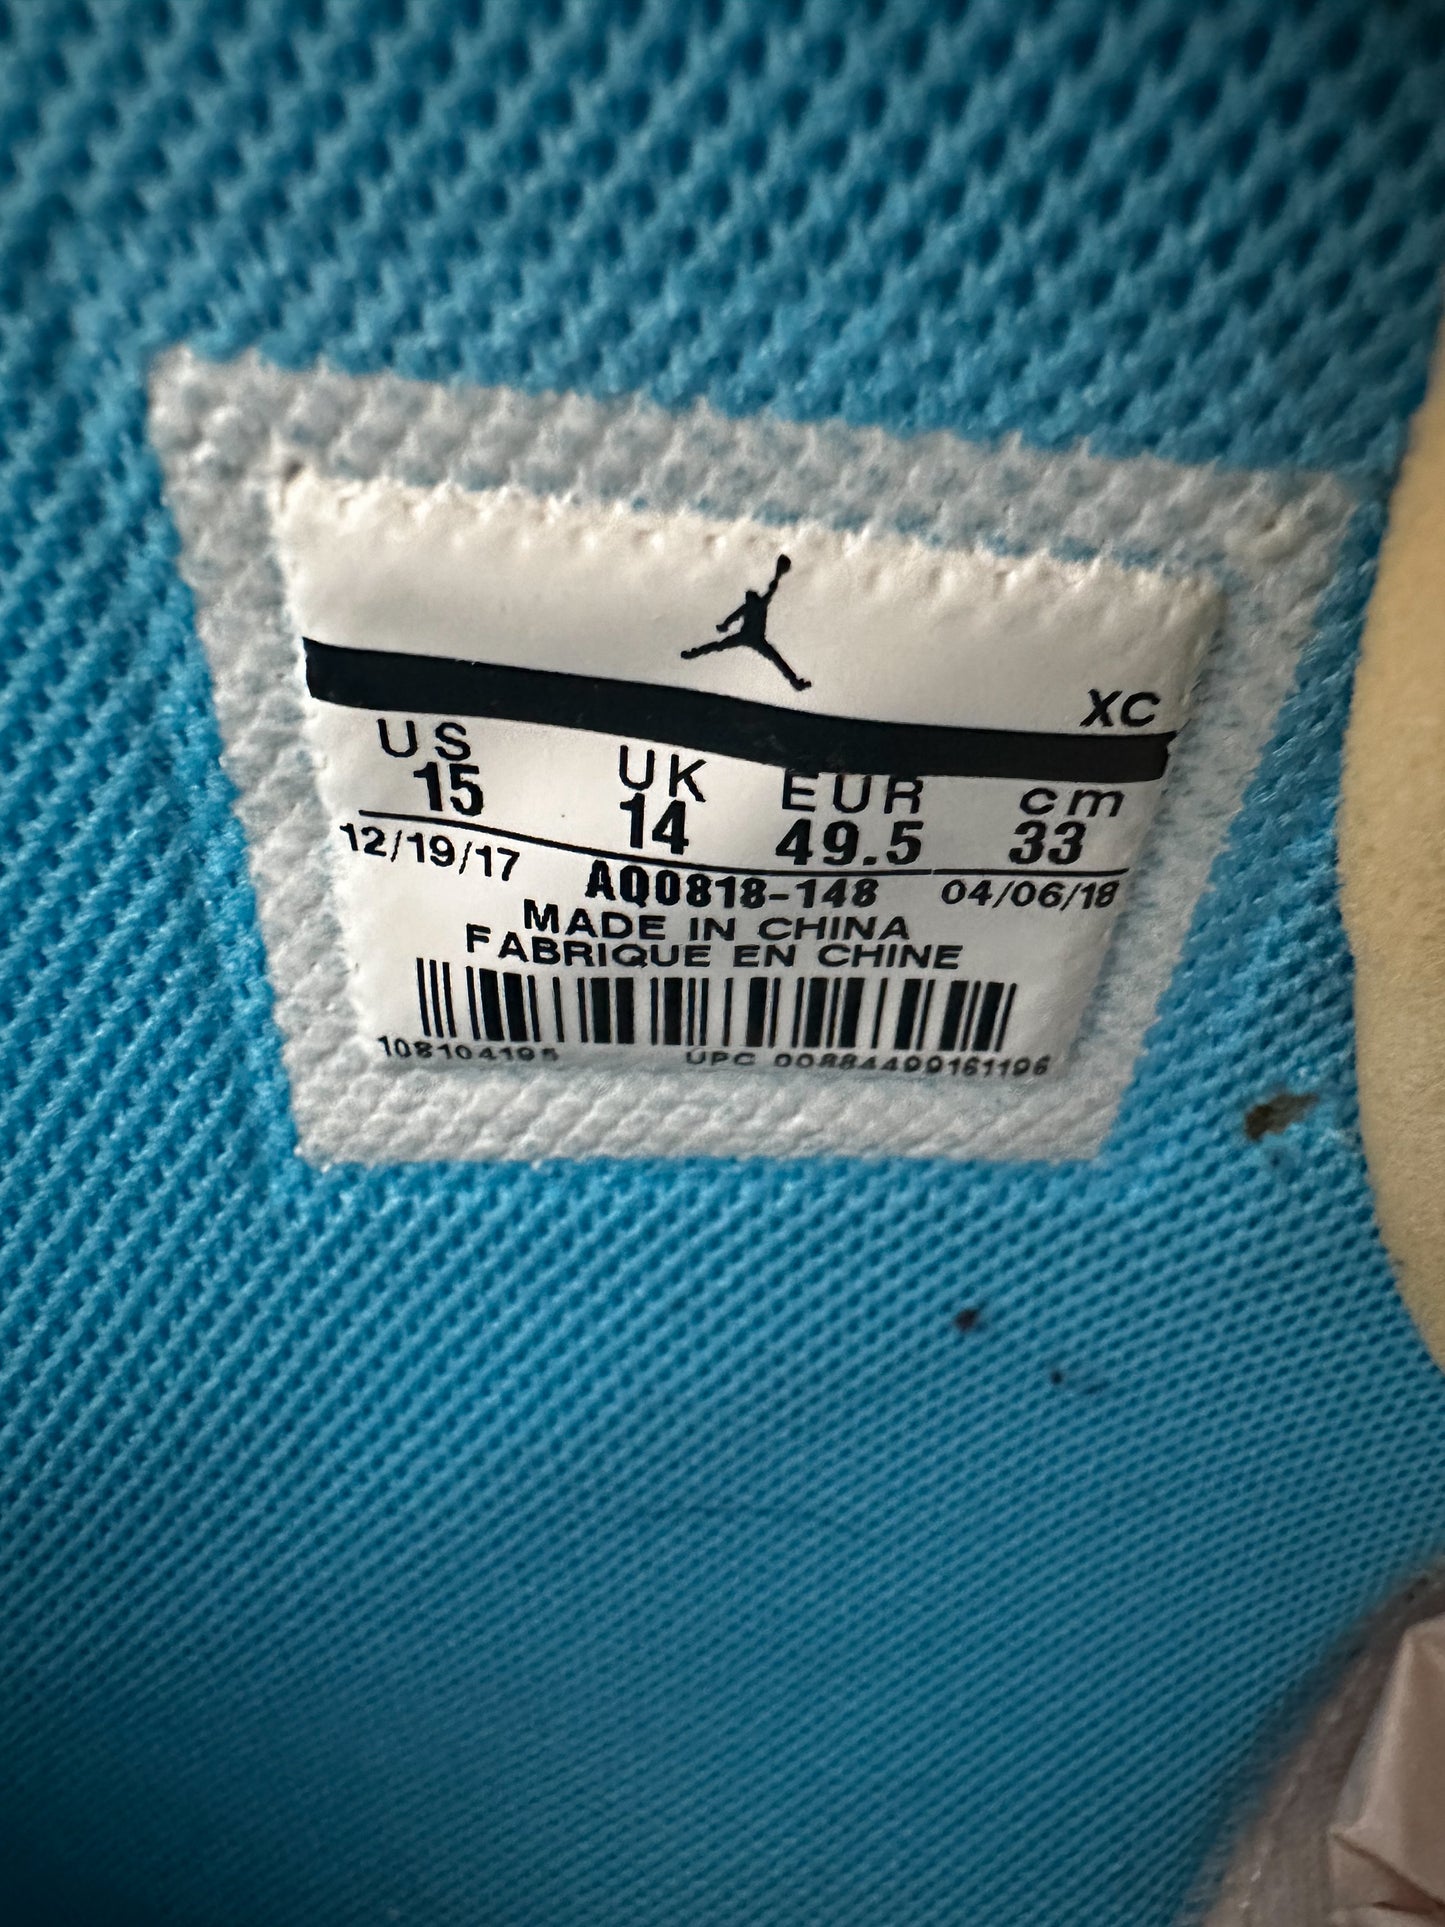 XC
US UK EUR cm
15 14 49.5 33
12/19/17 AQ0818-148 04/06/18
MADE IN CHINA
FABRIQUE EN CHINE
108104195 UPC 00884499161196